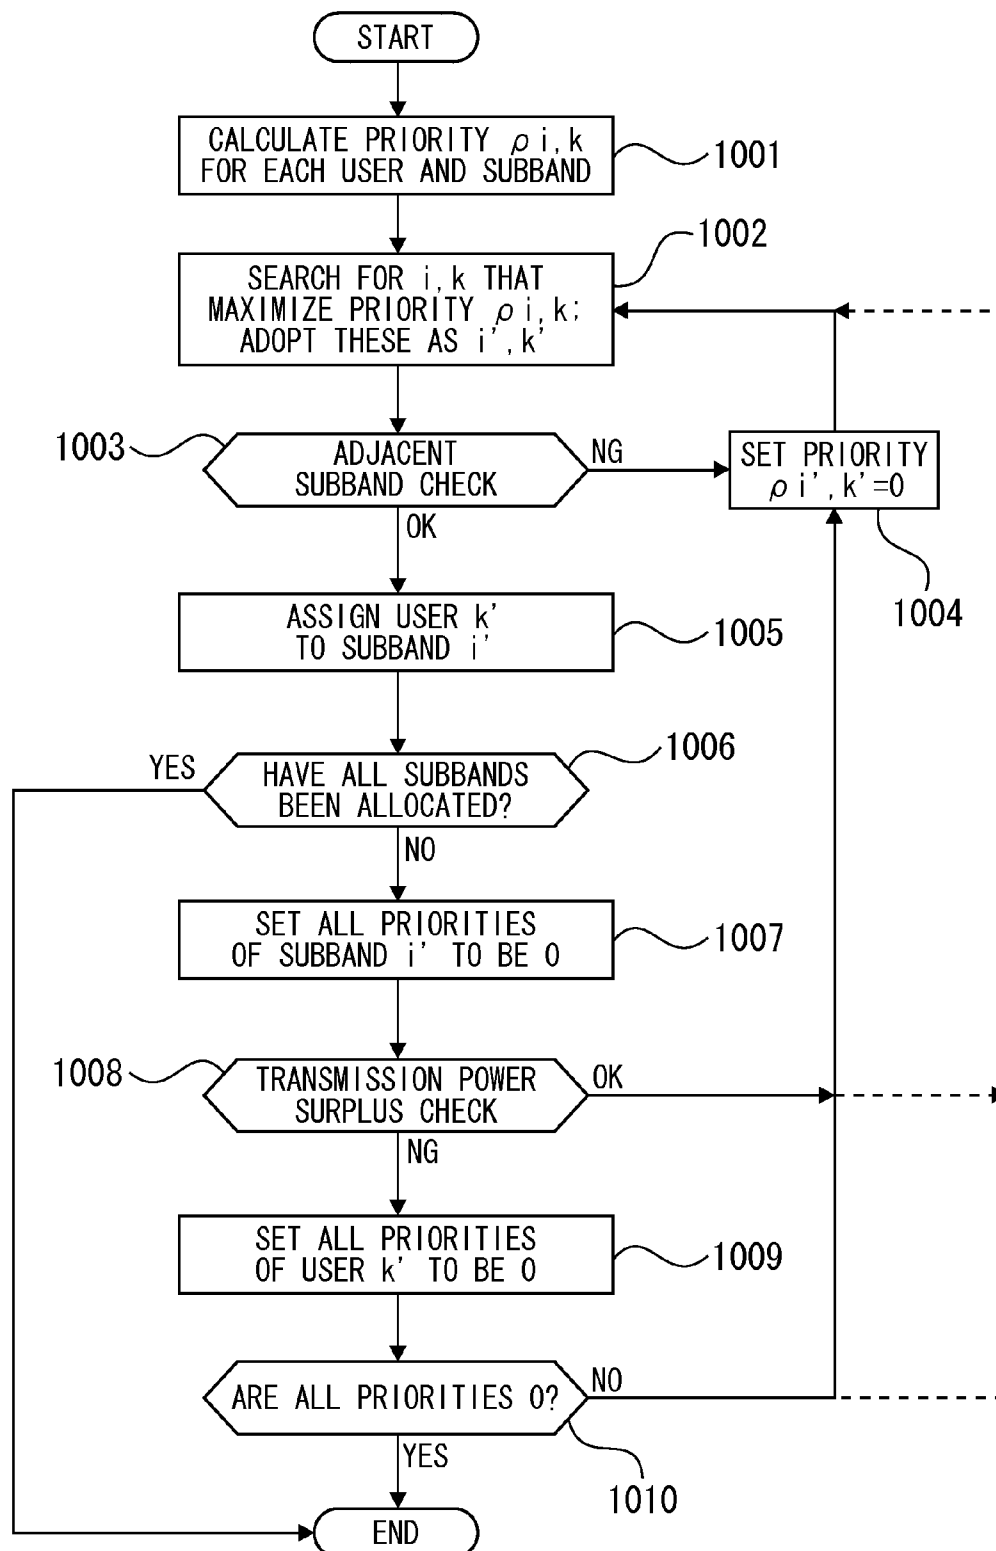 START
CALCULATE PRIORITY ρ i,k
FOR EACH USER AND SUBBAND
1001
1002
SEARCH FOR i,k THAT
MAXIMIZE PRIORITY ρ i,k;
ADOPT THESE AS i',k'
1003
ADJACENT
SUBBAND CHECK
NG
OK
SET PRIORITY
ρ i',k'=0
1004
ASSIGN USER k'
TO SUBBAND i'
1005
1006
YES
HAVE ALL SUBBANDS
BEEN ALLOCATED?
NO
SET ALL PRIORITIES
OF SUBBAND i' TO BE 0
1007
1008
TRANSMISSION POWER
SURPLUS CHECK
OK
NG
SET ALL PRIORITIES
OF USER k' TO BE 0
1009
ARE ALL PRIORITIES 0?
NO
YES
1010
END